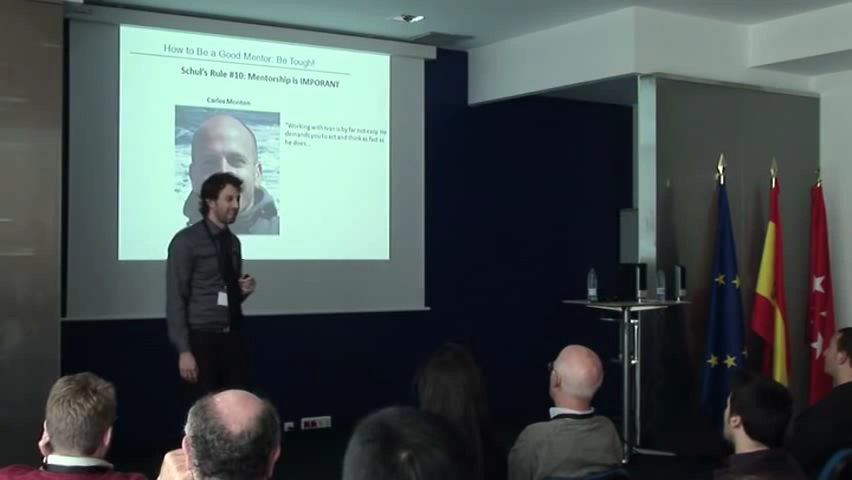 How to Be a Good Mentor: Be Tough!
Schul's Rule #10: Mentorship is IMPORANT
Carlos Monton
"Working with Ivan is by far not easy. He
demands you to act and think as fast as
he does...